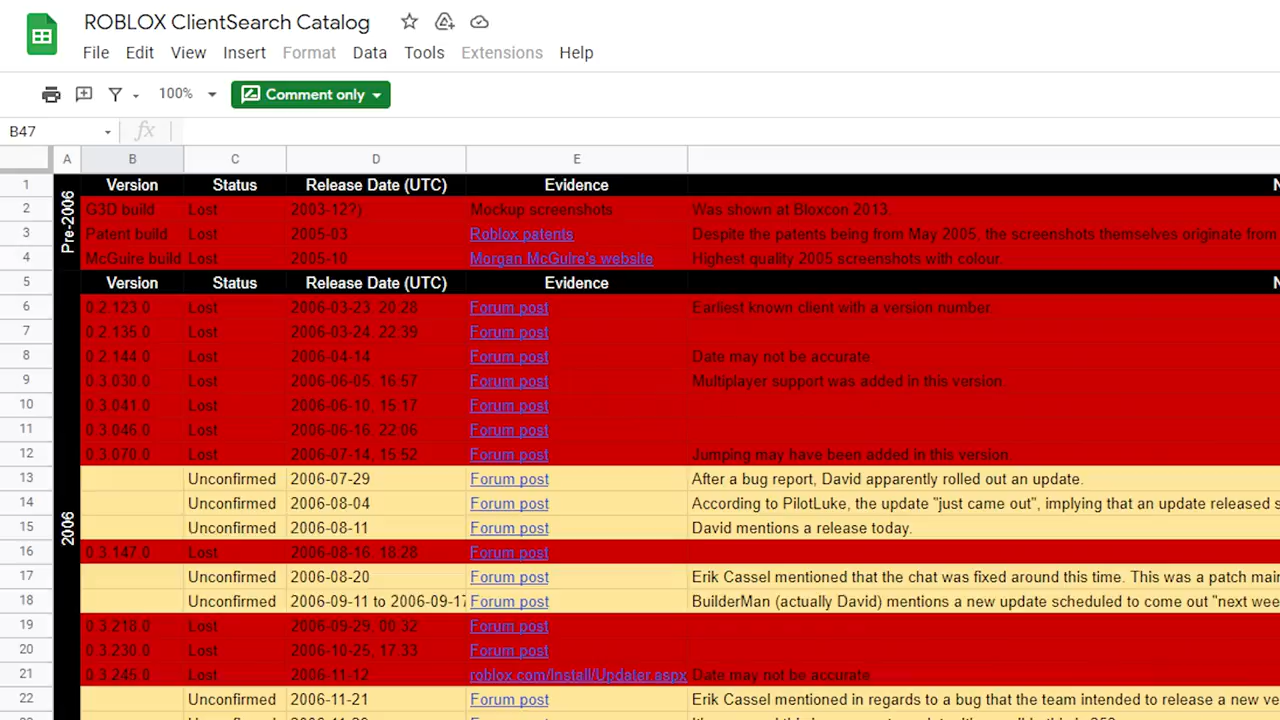 ROBLOX ClientSearch Catalog
File Edit View Insert Format Data Tools Extensions Help
100% Comment only
B47 fx
A B C D E
1 Version Status Release Date (UTC) Evidence N
Pre-2006
2 G3D build Lost 2003-12?) Mockup screenshots Was shown at Bloxcon 2013.
3 Patent build Lost 2005-03 Roblox patents Despite the patents being from May 2005, the screenshots themselves originate from
4 McGuire build Lost 2005-10 Morgan McGuire's website Highest quality 2005 screenshots with colour.
5 Version Status Release Date (UTC) Evidence N
2006
6 0.2.123.0 Lost 2006-03-23, 20:28 Forum post Earliest known client with a version number.
7 0.2.135.0 Lost 2006-03-24, 22:39 Forum post
8 0.2.144.0 Lost 2006-04-14 Forum post Date may not be accurate.
9 0.3.030.0 Lost 2006-06-05, 16:57 Forum post Multiplayer support was added in this version.
10 0.3.041.0 Lost 2006-06-10, 15:17 Forum post
11 0.3.046.0 Lost 2006-06-16, 22:06 Forum post
12 0.3.070.0 Lost 2006-07-14, 15:52 Forum post Jumping may have been added in this version.
13 Unconfirmed 2006-07-29 Forum post After a bug report, David apparently rolled out an update.
14 Unconfirmed 2006-08-04 Forum post According to PilotLuke, the update "just came out", implying that an update released s
15 Unconfirmed 2006-08-11 Forum post David mentions a release today.
16 0.3.147.0 Lost 2006-08-16, 18:28 Forum post
17 Unconfirmed 2006-08-20 Forum post Erik Cassel mentioned that the chat was fixed around this time. This was a patch mai
18 Unconfirmed 2006-09-11 to 2006-09-17 Forum post BuilderMan (actually David) mentions a new update scheduled to come out "next wee
19 0.3.218.0 Lost 2006-09-29, 00:32 Forum post
20 0.3.230.0 Lost 2006-10-25, 17:33 Forum post
21 0.3.245.0 Lost 2006-11-12 roblox.com/Install/Updater.aspx Date may not be accurate.
22 Unconfirmed 2006-11-21 Forum post Erik Cassel mentioned in regards to a bug that the team intended to release a new ve